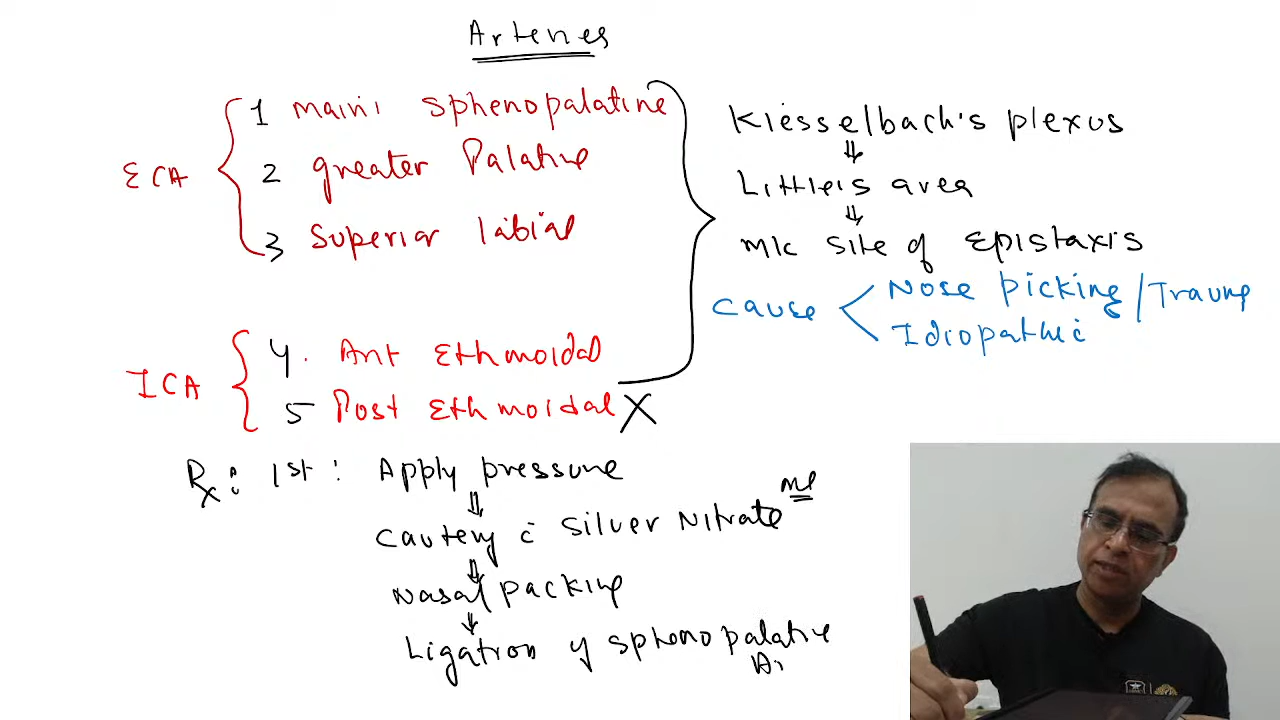 Arteries
ECA
1 main: sphenopalatine
2 greater Palatine
3 Superior labial
ICA
4. Ant Ethmoidal
5 Post Ethmoidal X
Kiesselbach's plexus
⇓
Little's area
⇓
M/c site of Epistaxis
cause
Nose picking / Trauma
Idiopathic
Rx: 1st: Apply pressure
⇓
cautery c̄ Silver Nitrate
⇓
Nasal packing
⇓
Ligation of sphenopalatine